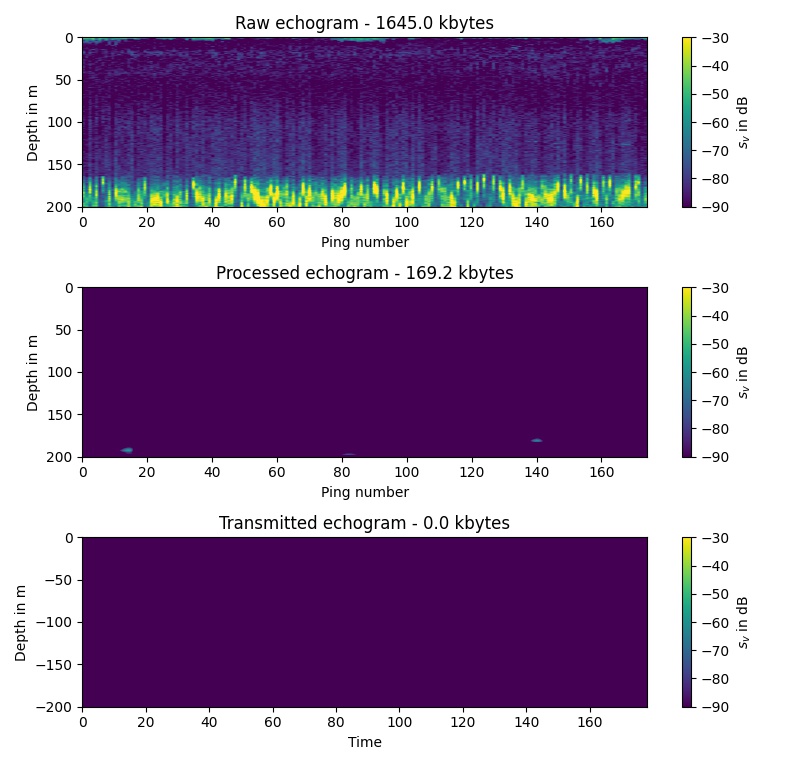 Raw echogram - 1645.0 kbytes
0
50
100
150
200
Depth in m
0 20 40 60 80 100 120 140 160
Ping number
−30
−40
−50
−60
−70
−80
−90
sv in dB
Processed echogram - 169.2 kbytes
0
50
100
150
200
Depth in m
0 20 40 60 80 100 120 140 160
Ping number
−30
−40
−50
−60
−70
−80
−90
sv in dB
Transmitted echogram - 0.0 kbytes
0
−50
−100
−150
−200
Depth in m
0 20 40 60 80 100 120 140 160
Time
−30
−40
−50
−60
−70
−80
−90
sv in dB